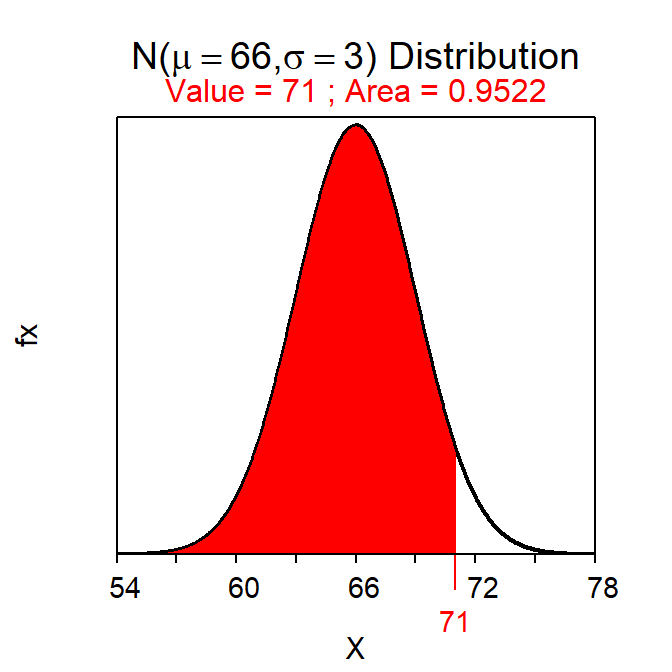 N(μ = 66,σ = 3) Distribution
Value = 71 ; Area = 0.9522
fx
54 60 66 72 78
71
X